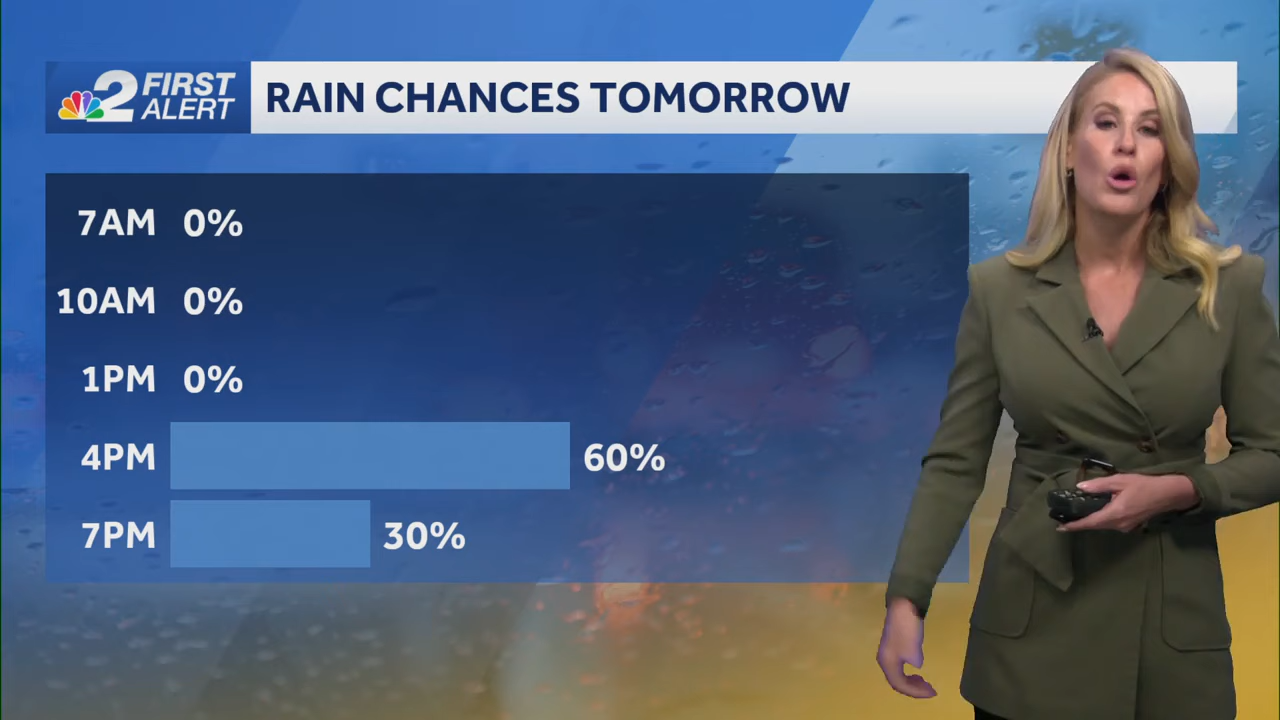 2 FIRST
ALERT
RAIN CHANCES TOMORROW
7AM 0%
10AM 0%
1PM 0%
4PM 60%
7PM 30%